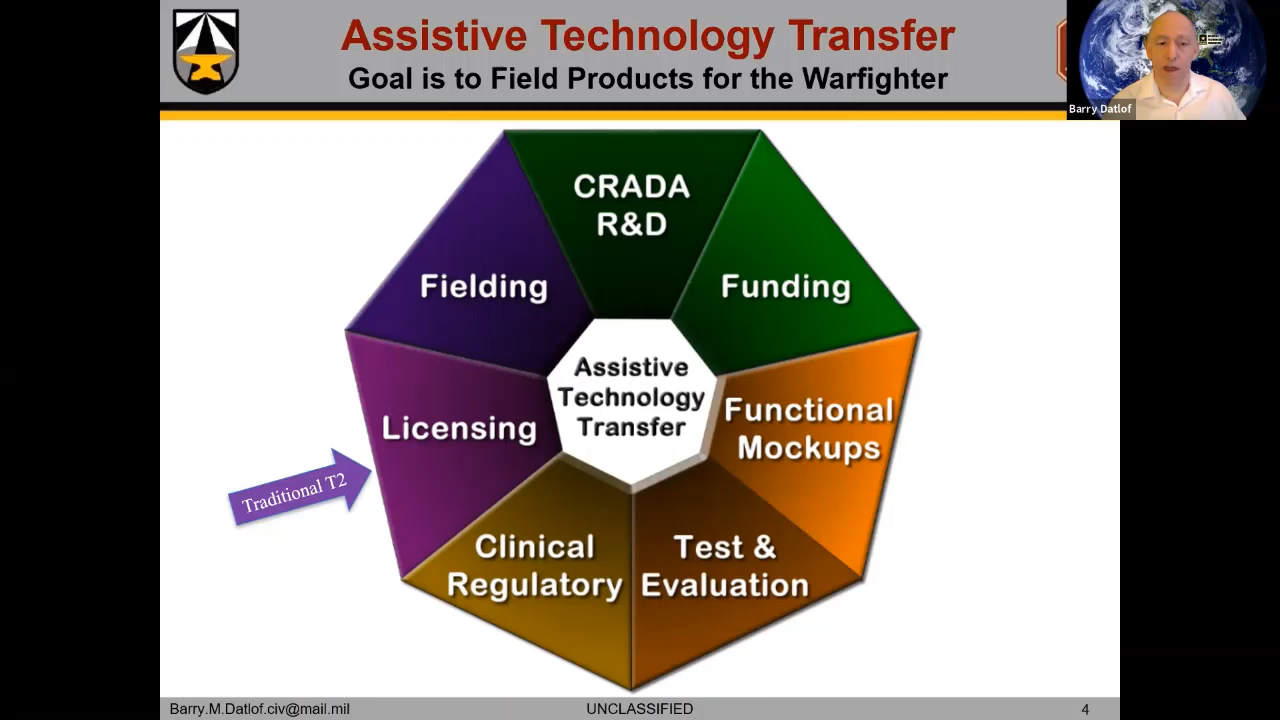 Assistive Technology Transfer
Goal is to Field Products for the Warfighter
Barry Datlof
CRADA
R&D
Funding
Functional
Mockups
Test &
Evaluation
Clinical
Regulatory
Licensing
Fielding
Assistive
Technology
Transfer
Traditional T2
Barry.M.Datlof.civ@mail.mil
UNCLASSIFIED
4